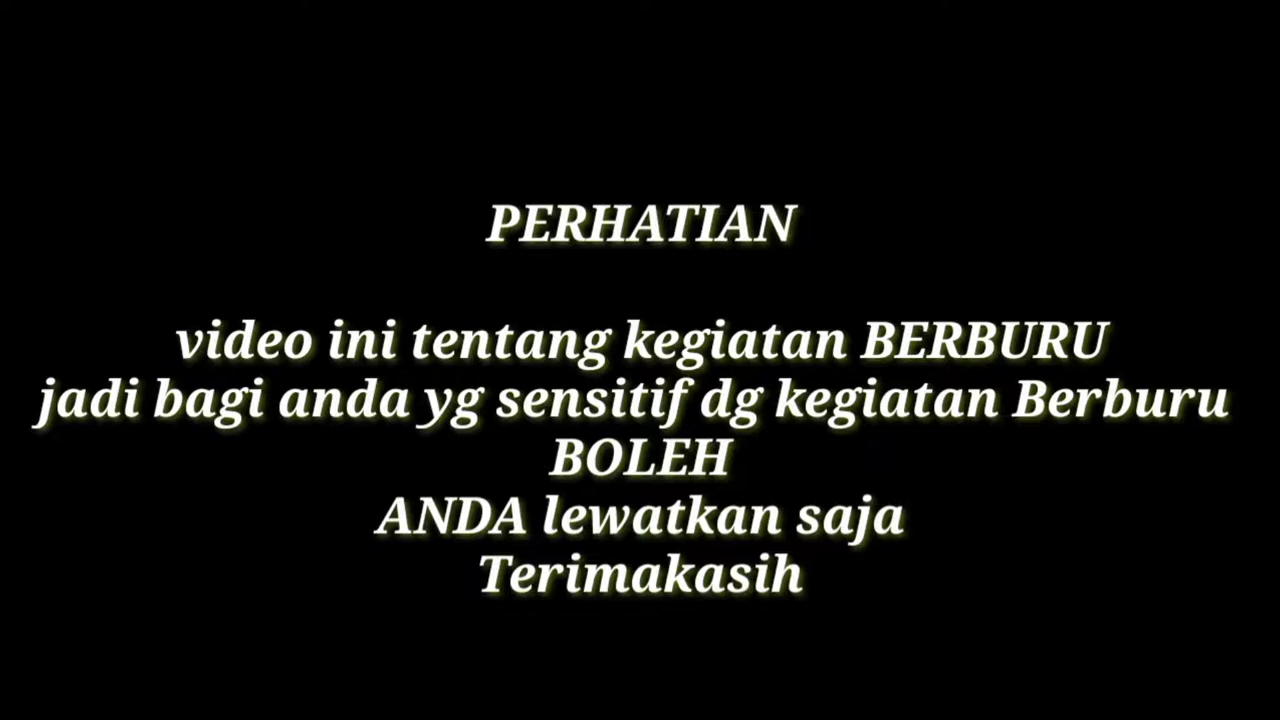 PERHATIAN
video ini tentang kegiatan BERBURU
jadi bagi anda yg sensitif dg kegiatan Berburu
BOLEH
ANDA lewatkan saja
Terimakasih